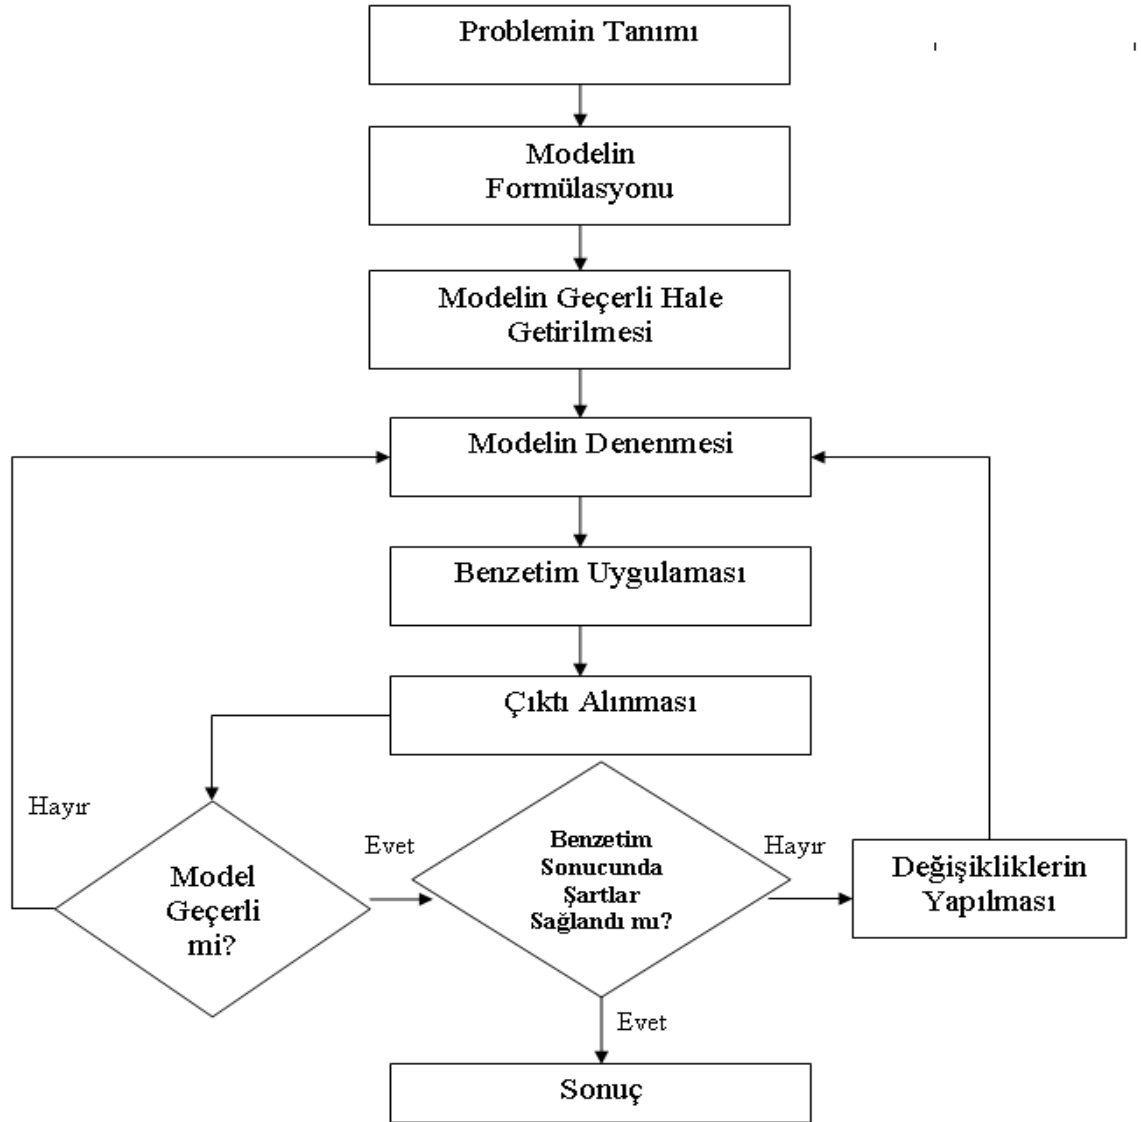 Problemin Tanımı
Modelin
Formülasyonu
Modelin Geçerli Hale
Getirilmesi
Modelin Denenmesi
Benzetim Uygulaması
Çıktı Alınması
Hayır
Model
Geçerli
mi?
Evet
Benzetim
Sonucunda
Şartlar
Sağlandı mı?
Hayır
Değişikliklerin
Yapılması
Evet
Sonuç